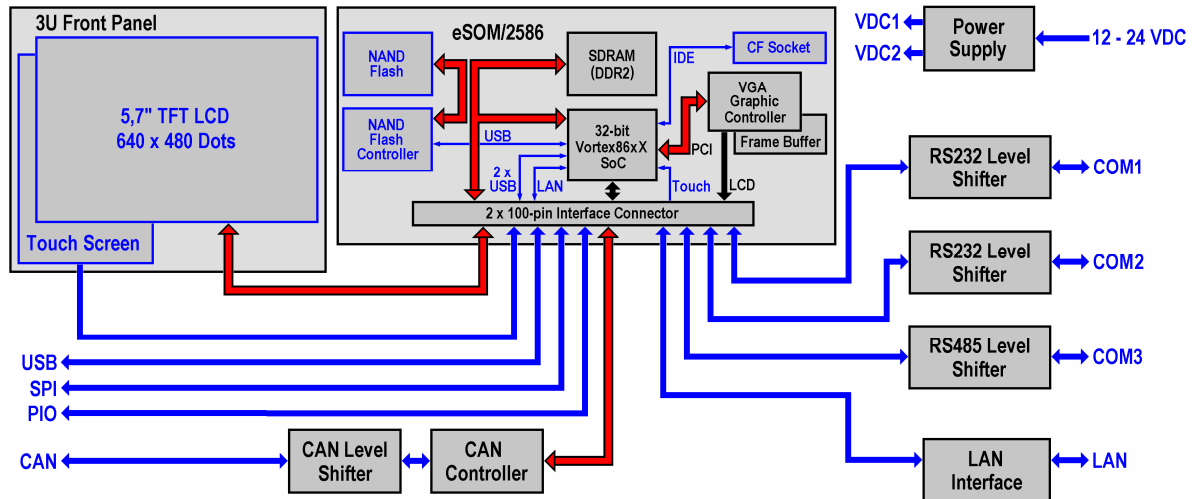 3U Front Panel
5,7" TFT LCD
640 x 480 Dots
Touch Screen
eSOM/2586
NAND
Flash
NAND
Flash
Controller
SDRAM
(DDR2)
IDE
CF Socket
VGA
Graphic
Controller
Frame Buffer
32-bit
Vortex86xX
SoC
USB
PCI
2 x
USB
LAN
Touch
LCD
2 x 100-pin Interface Connector
VDC1
VDC2
Power
Supply
12 - 24 VDC
RS232 Level
Shifter
COM1
RS232 Level
Shifter
COM2
RS485 Level
Shifter
COM3
LAN
Interface
LAN
USB
SPI
PIO
CAN
CAN Level
Shifter
CAN
Controller